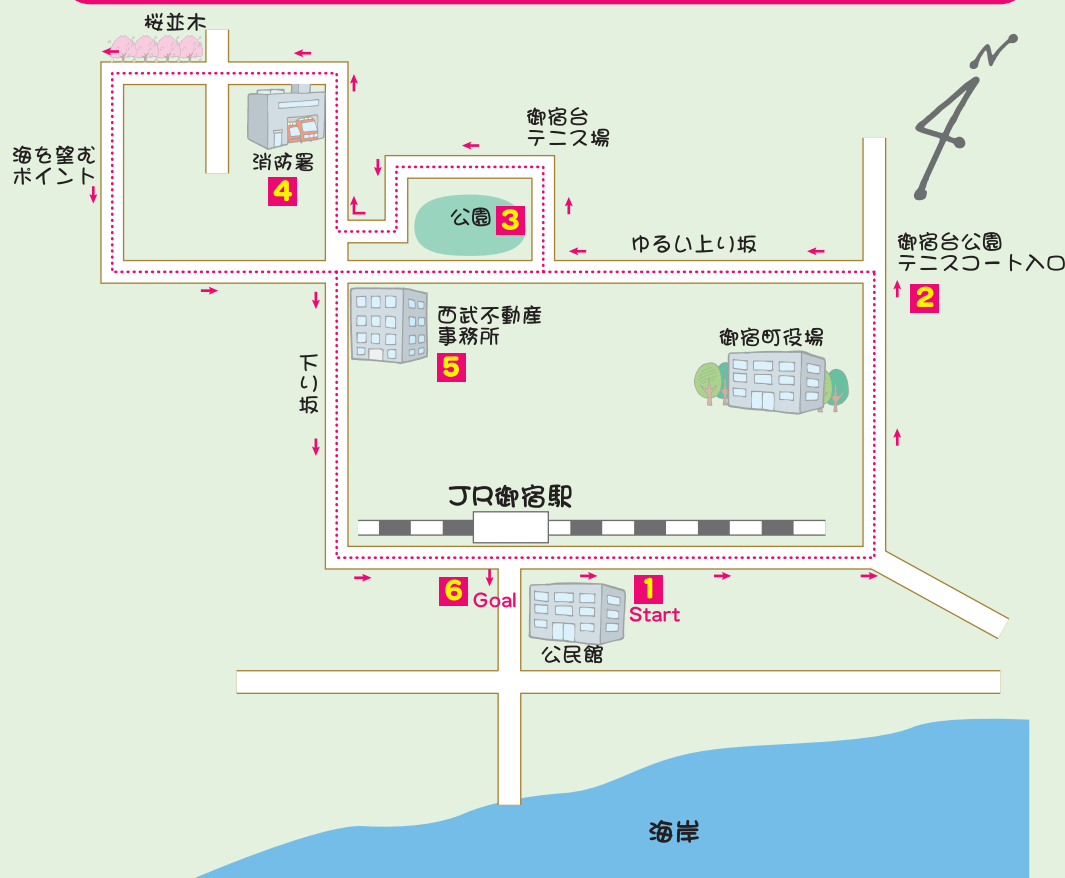 桜並木
N
御宿台
テニス場
海を望む
ポイント
消防署
4
公園 3
ゆるい上り坂
御宿台公園
テニスコート入口
2
西武不動産
事務所
5
御宿町役場
下り坂
JR御宿駅
6
Goal
1
Start
公民館
海岸